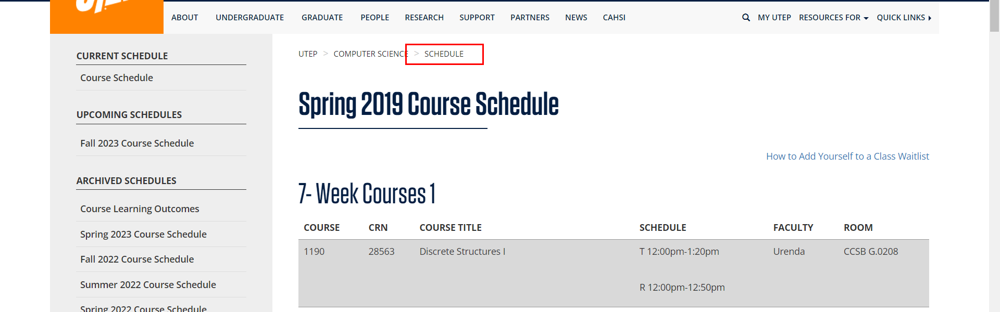 ABOUT UNDERGRADUATE GRADUATE PEOPLE RESEARCH SUPPORT PARTNERS NEWS CAHSI MY UTEP RESOURCES FOR QUICK LINKS
CURRENT SCHEDULE
Course Schedule
UPCOMING SCHEDULES
Fall 2023 Course Schedule
ARCHIVED SCHEDULES
Course Learning Outcomes
Spring 2023 Course Schedule
Fall 2022 Course Schedule
Summer 2022 Course Schedule
Spring 2022 Course Schedule
UTEP > COMPUTER SCIENCE > SCHEDULE
Spring 2019 Course Schedule
How to Add Yourself to a Class Waitlist
7- Week Courses 1
COURSE CRN COURSE TITLE SCHEDULE FACULTY ROOM
1190 28563 Discrete Structures I T 12:00pm-1:20pm Urenda CCSB G.0208
R 12:00pm-12:50pm